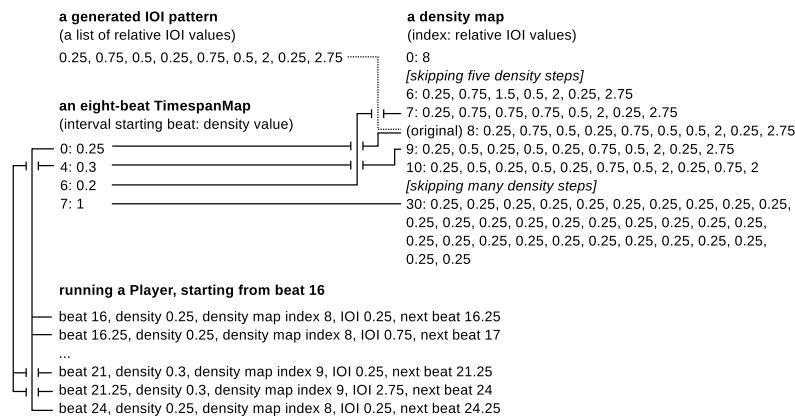 a generated IOI pattern
(a list of relative IOI values)
0.25, 0.75, 0.5, 0.25, 0.75, 0.5, 2, 0.25, 2.75
an eight-beat TimespanMap
(interval starting beat: density value)
0: 0.25
4: 0.3
6: 0.2
7: 1
a density map
(index: relative IOI values)
0: 8
[skipping five density steps]
6: 0.25, 0.75, 1.5, 0.5, 2, 0.25, 2.75
7: 0.25, 0.75, 0.75, 0.75, 0.5, 2, 0.25, 2.75
(original) 8: 0.25, 0.75, 0.5, 0.25, 0.75, 0.5, 0.5, 2, 0.25, 2.75
9: 0.25, 0.5, 0.25, 0.5, 0.25, 0.75, 0.5, 2, 0.25, 2.75
10: 0.25, 0.5, 0.25, 0.5, 0.25, 0.75, 0.5, 2, 0.25, 0.75, 2
[skipping many density steps]
30: 0.25, 0.25, 0.25, 0.25, 0.25, 0.25, 0.25, 0.25, 0.25, 0.25,
0.25, 0.25, 0.25, 0.25, 0.25, 0.25, 0.25, 0.25, 0.25, 0.25,
0.25, 0.25, 0.25, 0.25, 0.25, 0.25, 0.25, 0.25, 0.25, 0.25,
0.25, 0.25
running a Player, starting from beat 16
beat 16, density 0.25, density map index 8, IOI 0.25, next beat 16.25
beat 16.25, density 0.25, density map index 8, IOI 0.75, next beat 17
...
beat 21, density 0.3, density map index 9, IOI 0.25, next beat 21.25
beat 21.25, density 0.3, density map index 9, IOI 2.75, next beat 24
beat 24, density 0.25, density map index 8, IOI 0.25, next beat 24.25